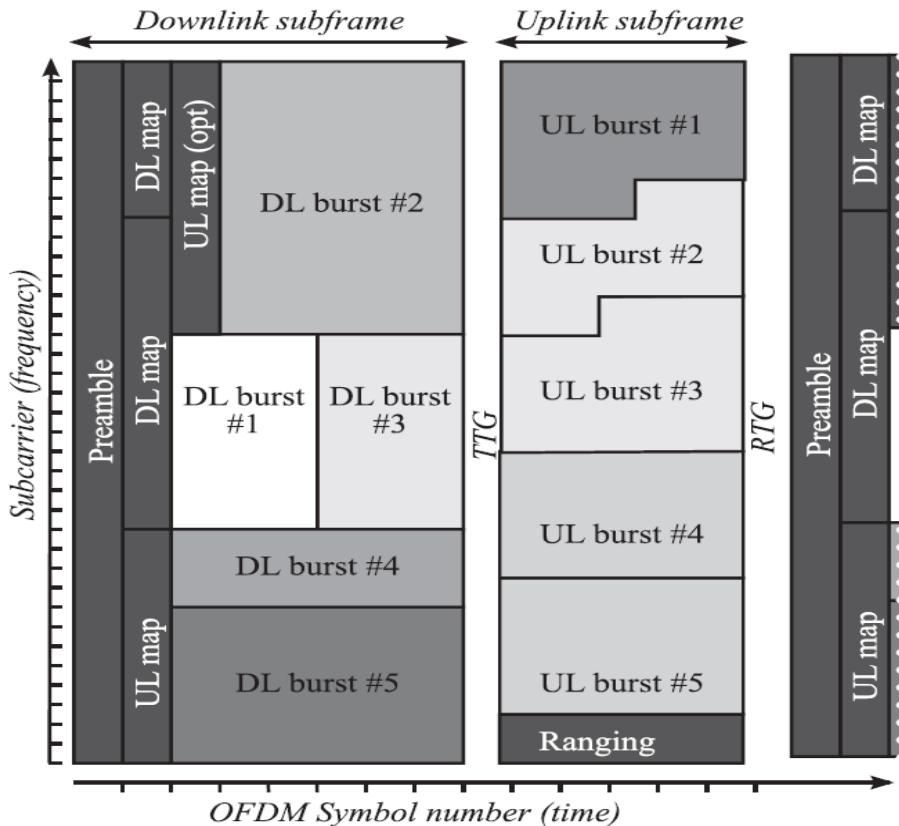 Downlink subframe
Uplink subframe
Subcarrier (frequency)
Preamble
DL map
DL map
UL map
UL map (opt)
DL burst #2
DL burst
#1
DL burst
#3
DL burst #4
DL burst #5
TTG
UL burst #1
UL burst #2
UL burst #3
UL burst #4
UL burst #5
Ranging
RTG
Preamble
DL map
DL map
UL map
OFDM Symbol number (time)